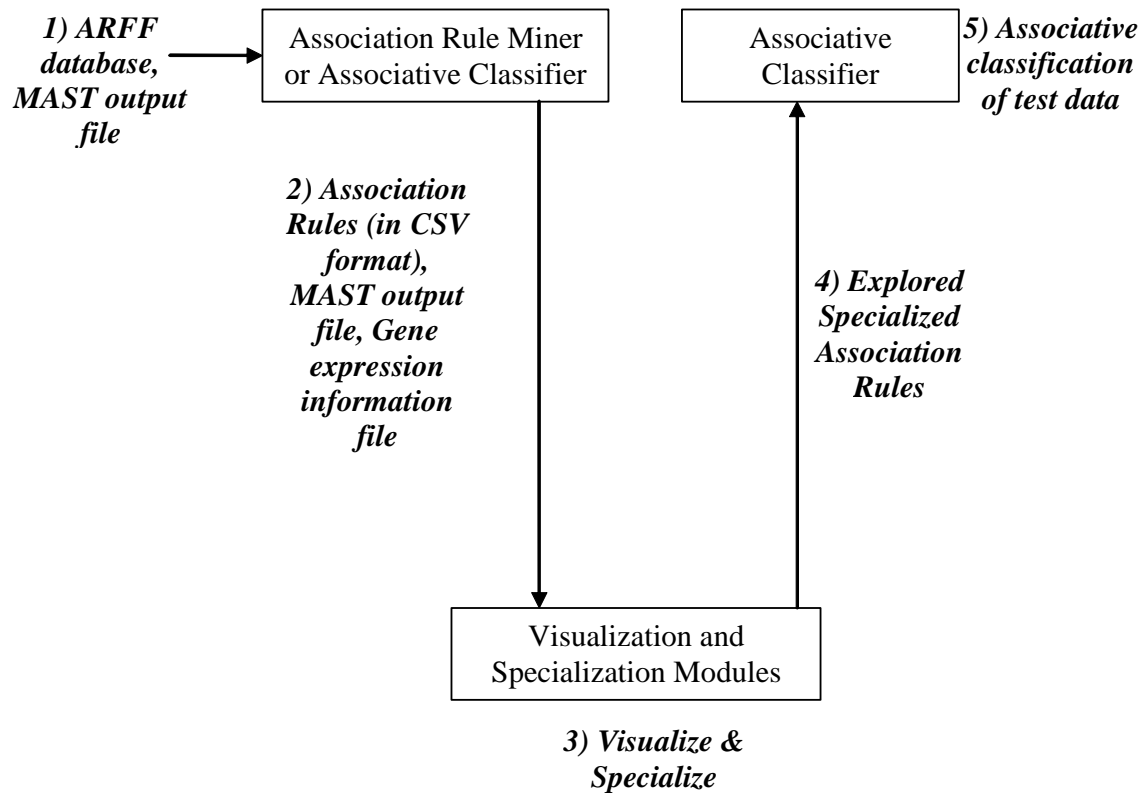 1) ARFF
database,
MAST output
file
Association Rule Miner
or Associative Classifier
Associative
Classifier
5) Associative
classification
of test data
2) Association
Rules (in CSV
format),
MAST output
file, Gene
expression
information
file
4) Explored
Specialized
Association
Rules
Visualization and
Specialization Modules
3) Visualize &
Specialize